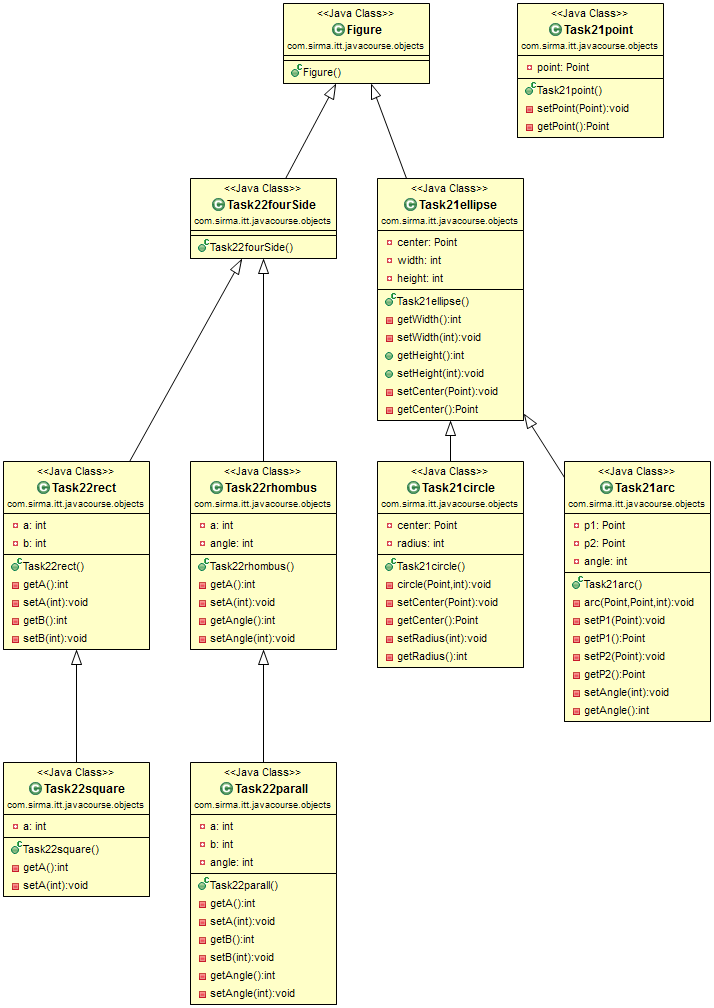 <<Java Class>>
Figure
com.sirma.itt.javacourse.objects
Figure()
<<Java Class>>
Task21point
com.sirma.itt.javacourse.objects
point: Point
Task21point()
setPoint(Point):void
getPoint():Point
<<Java Class>>
Task22fourSide
com.sirma.itt.javacourse.objects
Task22fourSide()
<<Java Class>>
Task21ellipse
com.sirma.itt.javacourse.objects
center: Point
width: int
height: int
Task21ellipse()
getWidth():int
setWidth(int):void
getHeight():int
setHeight(int):void
setCenter(Point):void
getCenter():Point
<<Java Class>>
Task22rect
com.sirma.itt.javacourse.objects
a: int
b: int
Task22rect()
getA():int
setA(int):void
getB():int
setB(int):void
<<Java Class>>
Task22rhombus
com.sirma.itt.javacourse.objects
a: int
angle: int
Task22rhombus()
getA():int
setA(int):void
getAngle():int
setAngle(int):void
<<Java Class>>
Task21circle
com.sirma.itt.javacourse.objects
center: Point
radius: int
Task21circle()
circle(Point,int):void
setCenter(Point):void
getCenter():Point
setRadius(int):void
getRadius():int
<<Java Class>>
Task21arc
com.sirma.itt.javacourse.objects
p1: Point
p2: Point
angle: int
Task21arc()
arc(Point,Point,int):void
setP1(Point):void
getP1():Point
setP2(Point):void
getP2():Point
setAngle(int):void
getAngle():int
<<Java Class>>
Task22square
com.sirma.itt.javacourse.objects
a: int
Task22square()
getA():int
setA(int):void
<<Java Class>>
Task22parall
com.sirma.itt.javacourse.objects
a: int
b: int
angle: int
Task22parall()
getA():int
setA(int):void
getB():int
setB(int):void
getAngle():int
setAngle(int):void